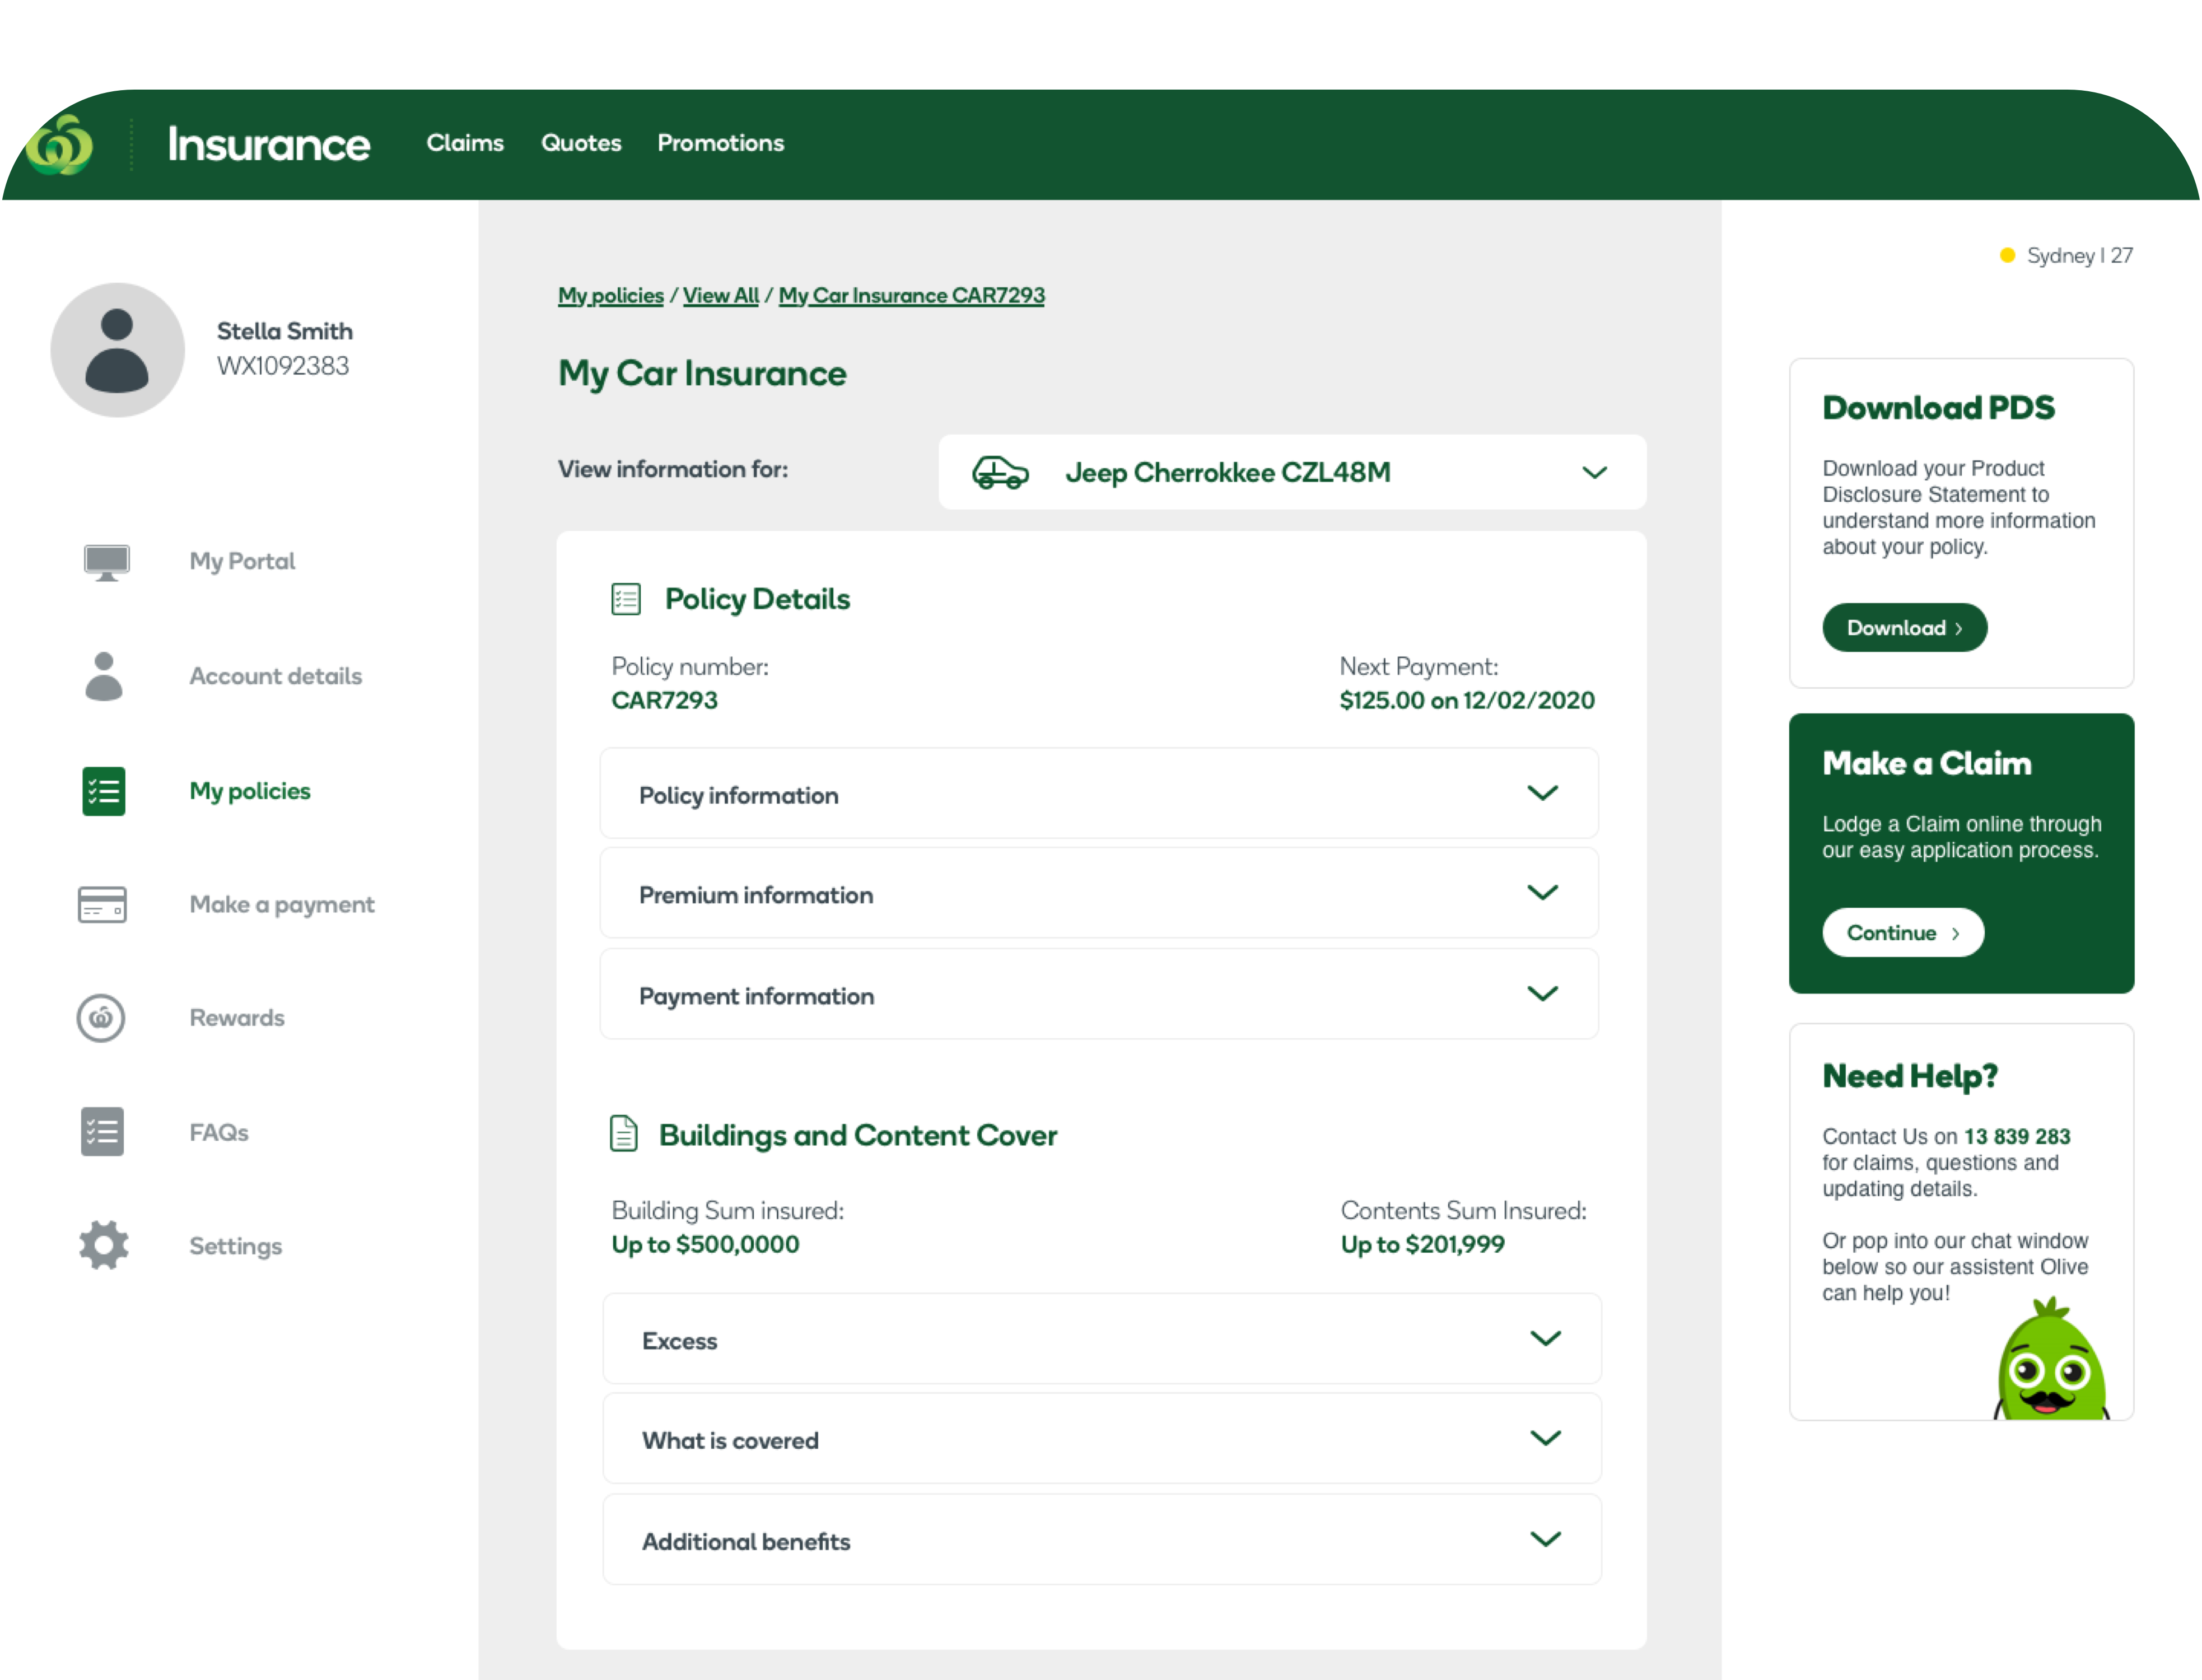 Insurance
Claims
Quotes
Promotions
Sydney | 27
Stella Smith
WX1092383
My Portal
Account details
My policies
Make a payment
Rewards
FAQs
Settings
My policies / View All / My Car Insurance CAR7293
My Car Insurance
View information for:
Jeep Cherrokkee CZL48M
Policy Details
Policy number:
CAR7293
Next Payment:
$125.00 on 12/02/2020
Policy information
Premium information
Payment information
Buildings and Content Cover
Building Sum insured:
Up to $500,0000
Contents Sum Insured:
Up to $201,999
Excess
What is covered
Additional benefits
Download PDS
Download your Product
Disclosure Statement to
understand more information
about your policy.
Download >
Make a Claim
Lodge a Claim online through
our easy application process.
Continue >
Need Help?
Contact Us on 13 839 283
for claims, questions and
updating details.
Or pop into our chat window
below so our assistent Olive
can help you!